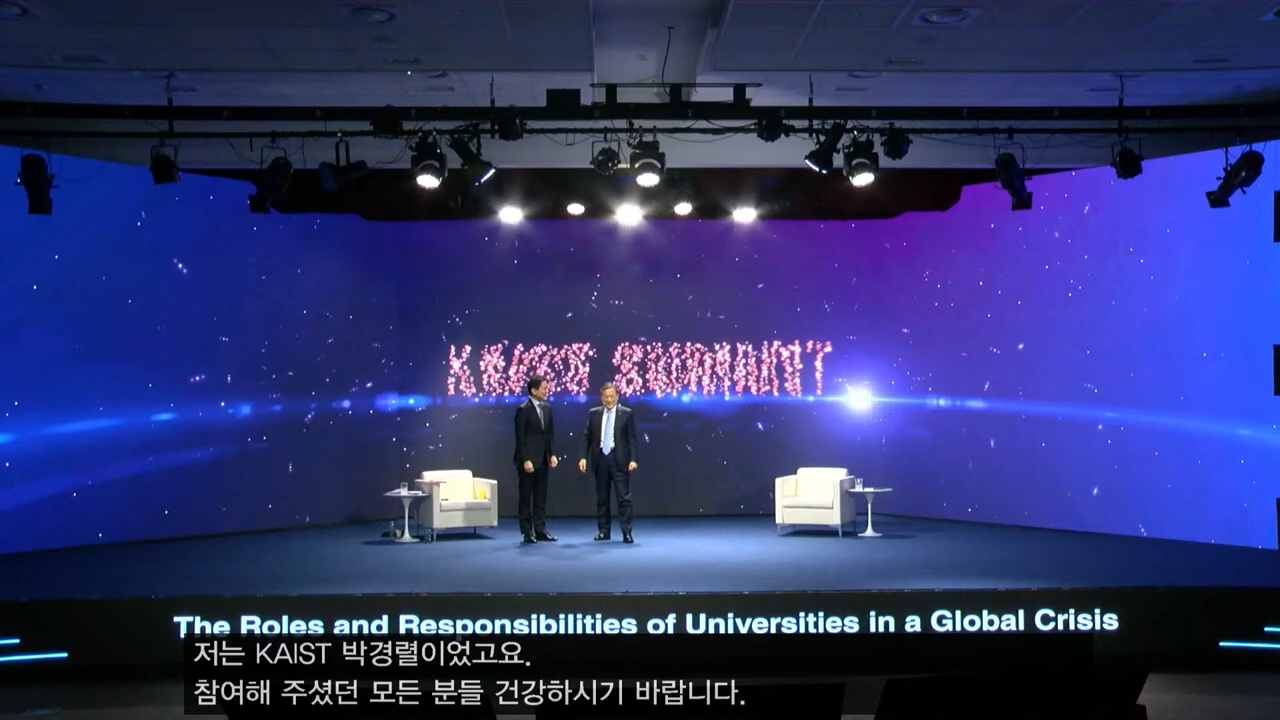 KAIST SUMMIT
The Roles and Responsibilities of Universities in a Global Crisis
저는 KAIST 박경렬이었고요.
참여해 주셨던 모든 분들 건강하시기 바랍니다.